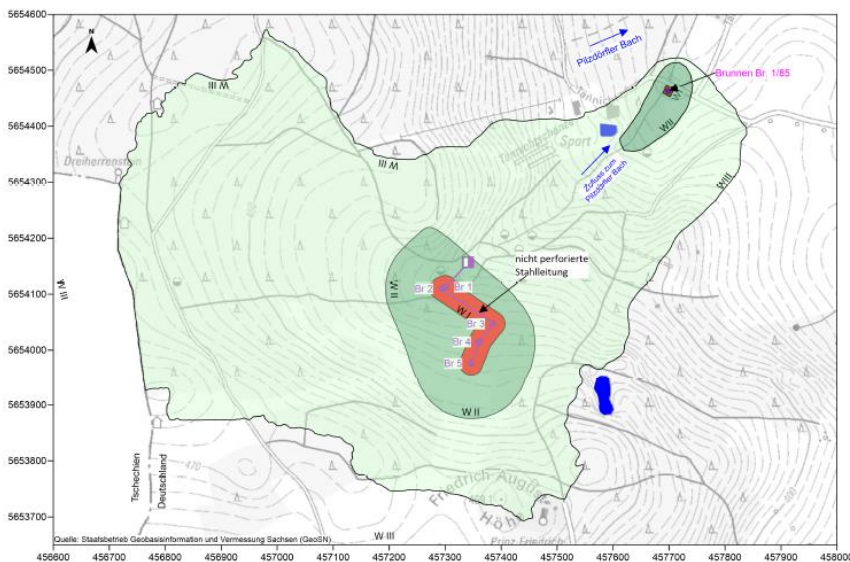 5654600
5654500
5654400
5654300
5654200
5654100
5654000
5653900
5653800
5653700
N
W III
Pilzdörfler Bach
Brunnen Br. 1/85
W II
Sport
Zufluss zum
Pilzdörfler Bach
W III
Dreiherrenstein
W III
W III
nicht perforierte
Stahlleitung
W II
Br 2
Br 1
W I
Br 3
Br 4
Br 5
W II
Tschechien
Deutschland
470
Friedrich-August
Höhe
Prinz Friedrich
W III
Quelle: Staatsbetrieb Geobasisinformation und Vermessung Sachsen (GeoSN)
456600 456700 456800 456900 457000 457100 457200 457300 457400 457500 457600 457700 457800 457900 458000